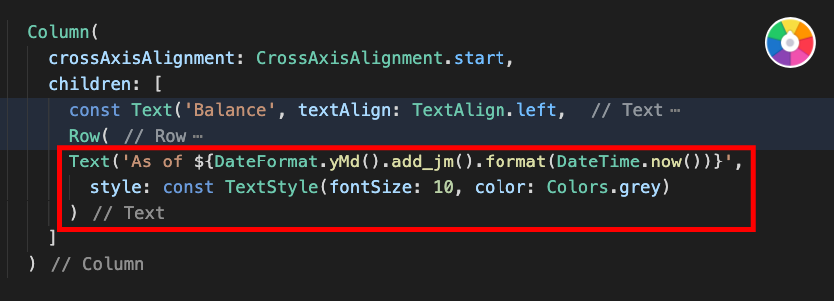 Column(
crossAxisAlignment: CrossAxisAlignment.start,
children: [
const Text('Balance', textAlign: TextAlign.left,  // Text ⋯
Row( // Row ⋯
Text('As of ${DateFormat.yMd().add_jm().format(DateTime.now())}',
style: const TextStyle(fontSize: 10, color: Colors.grey)
) // Text
]
) // Column